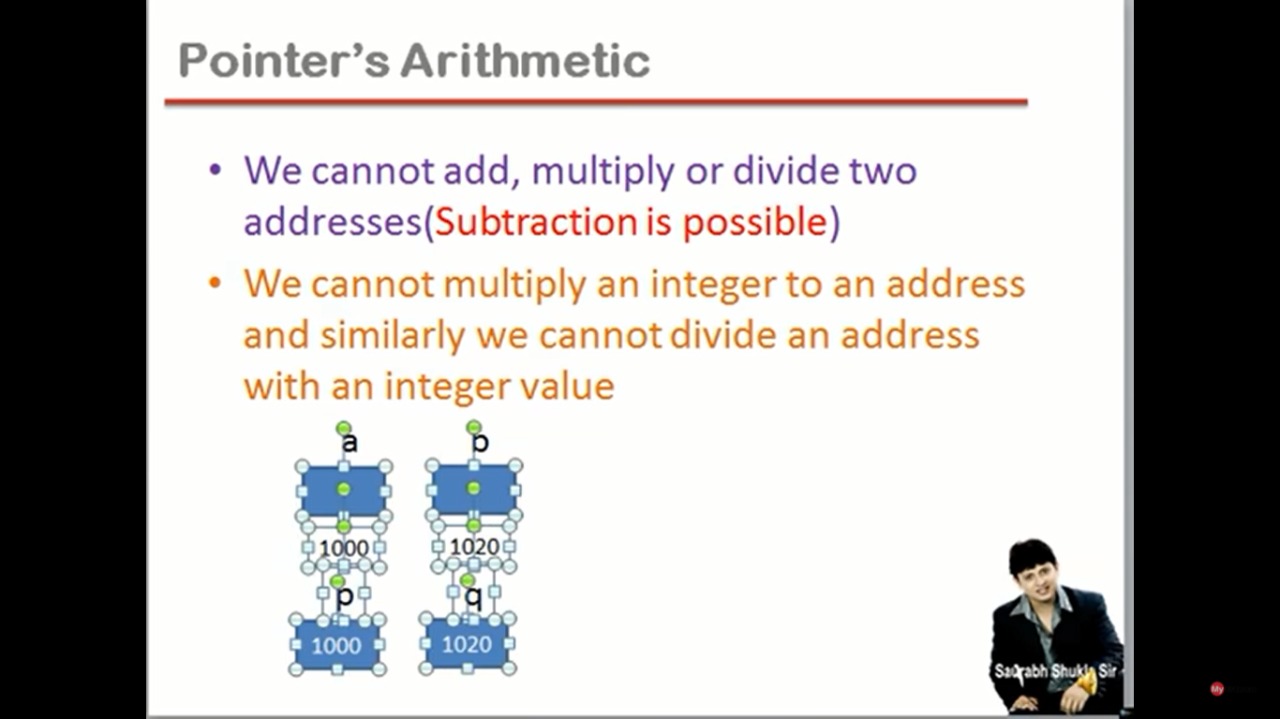 Pointer's Arithmetic
• We cannot add, multiply or divide two
addresses(Subtraction is possible)
• We cannot multiply an integer to an address
and similarly we cannot divide an address
with an integer value
a b
1000 1020
p q
1000 1020
Saurabh Shukla Sir
My